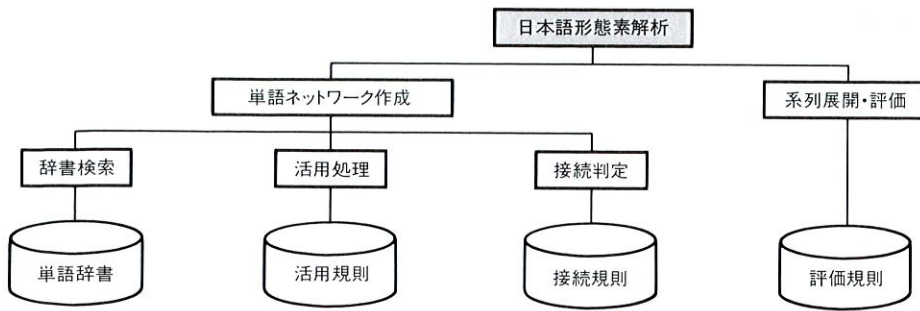 日本語形態素解析
単語ネットワーク作成
系列展開・評価
辞書検索
活用処理
接続判定
単語辞書
活用規則
接続規則
評価規則